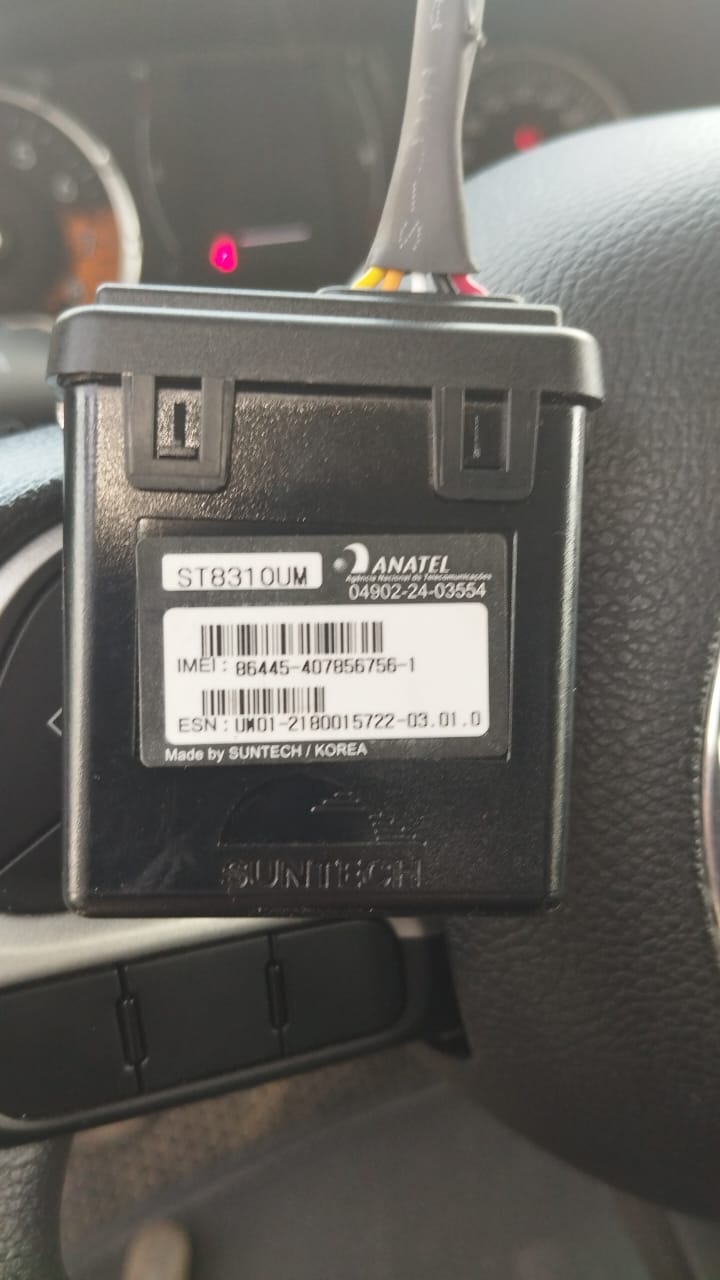 ST8310UM
ANATEL
Agência Nacional de Telecomunicações
04902-24-03554
IMEI : 86445-407856756-1
ESN : UM01-2180015722-03.01.0
Made by SUNTECH / KOREA
SUNTECH